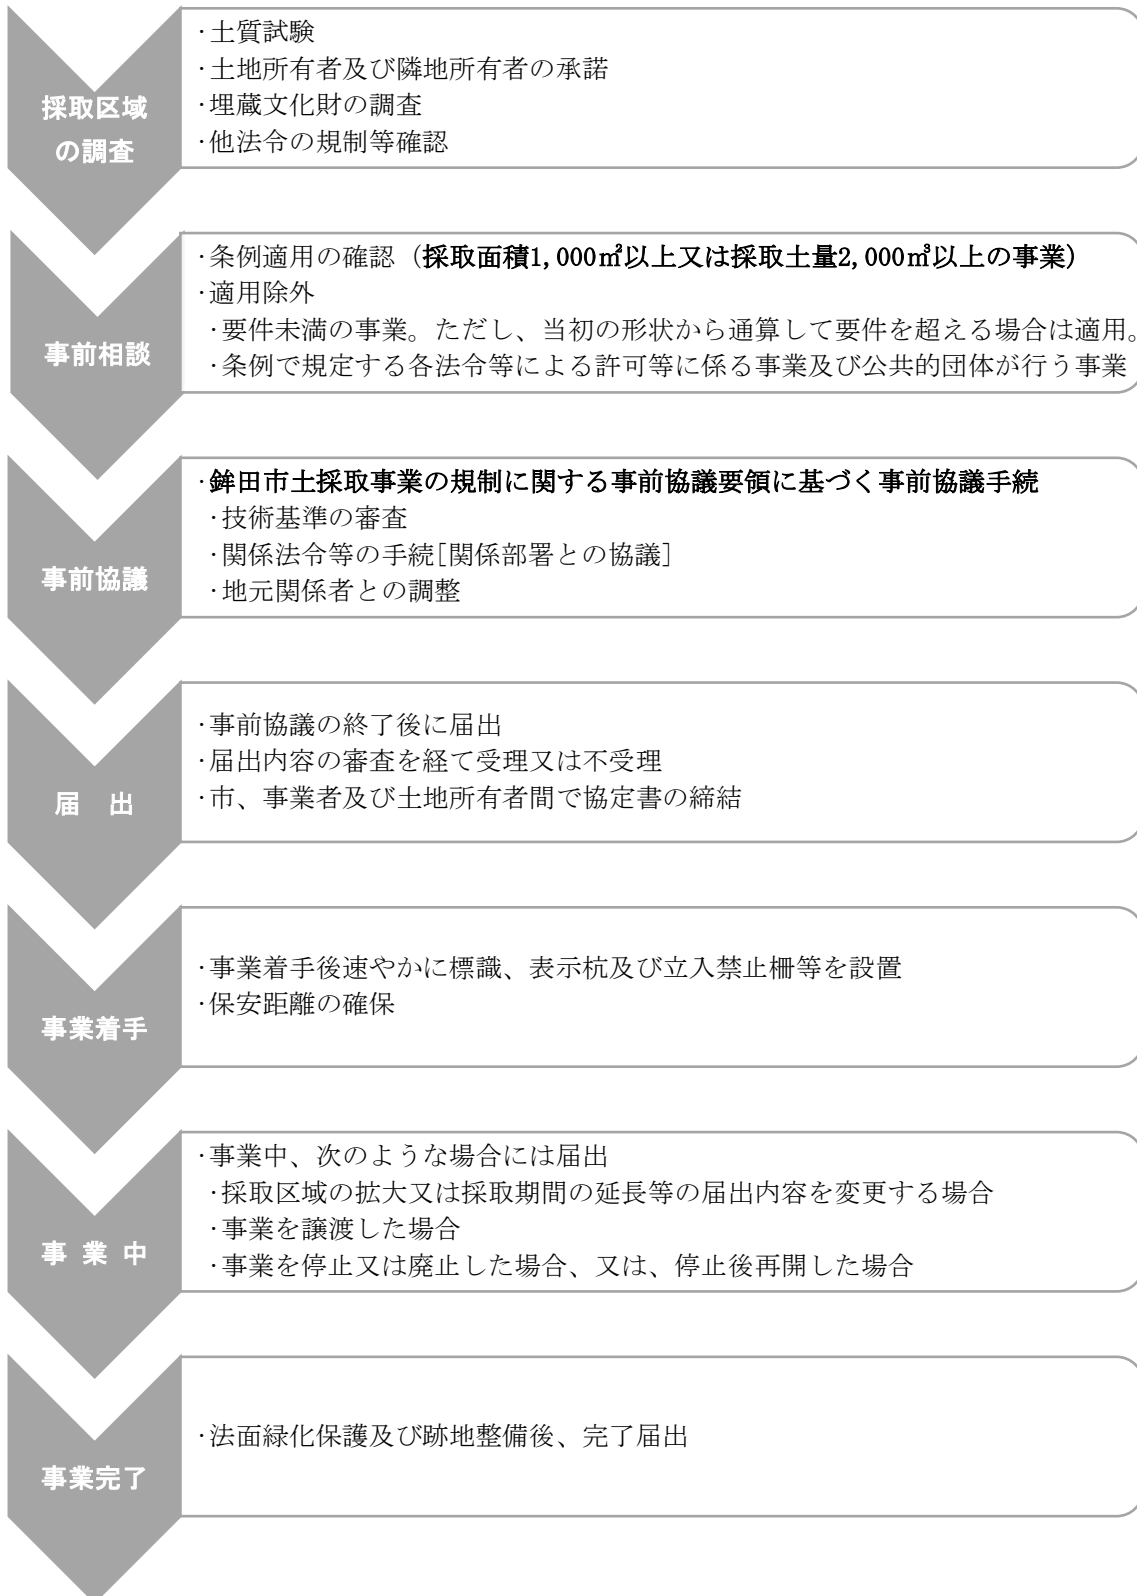 採取区域
の調査
·土質試験
·土地所有者及び隣地所有者の承諾
·埋蔵文化財の調査
·他法令の規制等確認
事前相談
·条例適用の確認（採取面積1,000㎡以上又は採取土量2,000㎥以上の事業）
·適用除外
·要件未満の事業。ただし、当初の形状から通算して要件を超える場合は適用。
·条例で規定する各法令等による許可等に係る事業及び公共的団体が行う事業
事前協議
·鉾田市土採取事業の規制に関する事前協議要領に基づく事前協議手続
·技術基準の審査
·関係法令等の手続[関係部署との協議]
·地元関係者との調整
届　出
·事前協議の終了後に届出
·届出内容の審査を経て受理又は不受理
·市、事業者及び土地所有者間で協定書の締結
事業着手
·事業着手後速やかに標識、表示杭及び立入禁止柵等を設置
·保安距離の確保
事 業 中
·事業中、次のような場合には届出
·採取区域の拡大又は採取期間の延長等の届出内容を変更する場合
·事業を譲渡した場合
·事業を停止又は廃止した場合、又は、停止後再開した場合
事業完了
·法面緑化保護及び跡地整備後、完了届出